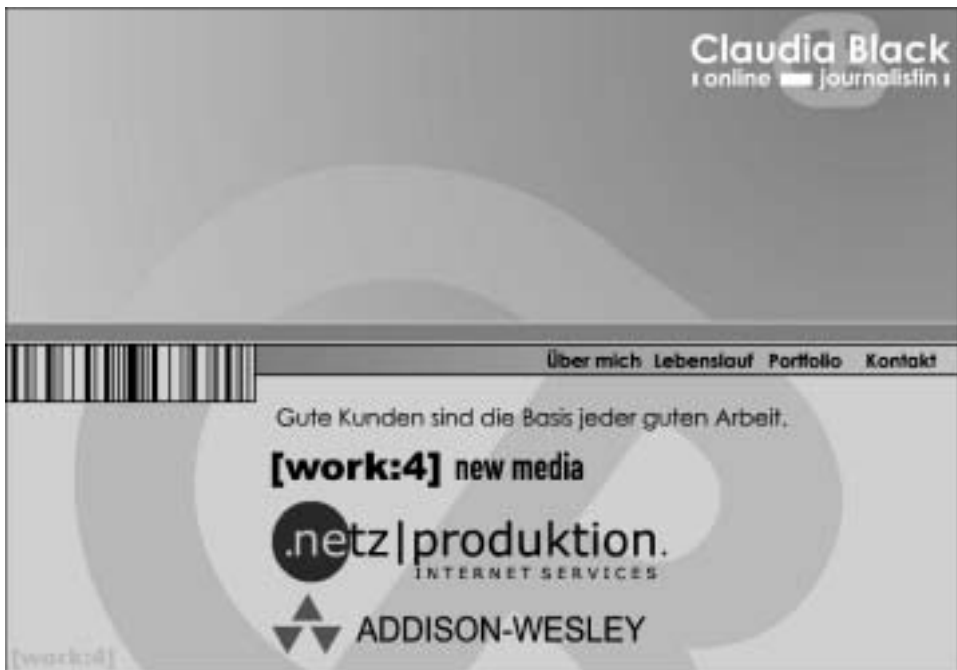 Claudia Black
online journalistin
Über mich Lebenslauf Portfolio Kontakt
Gute Kunden sind die Basis jeder guten Arbeit.
[work:4] new media
.netz|produktion.
INTERNET SERVICES
ADDISON-WESLEY
[work:4]